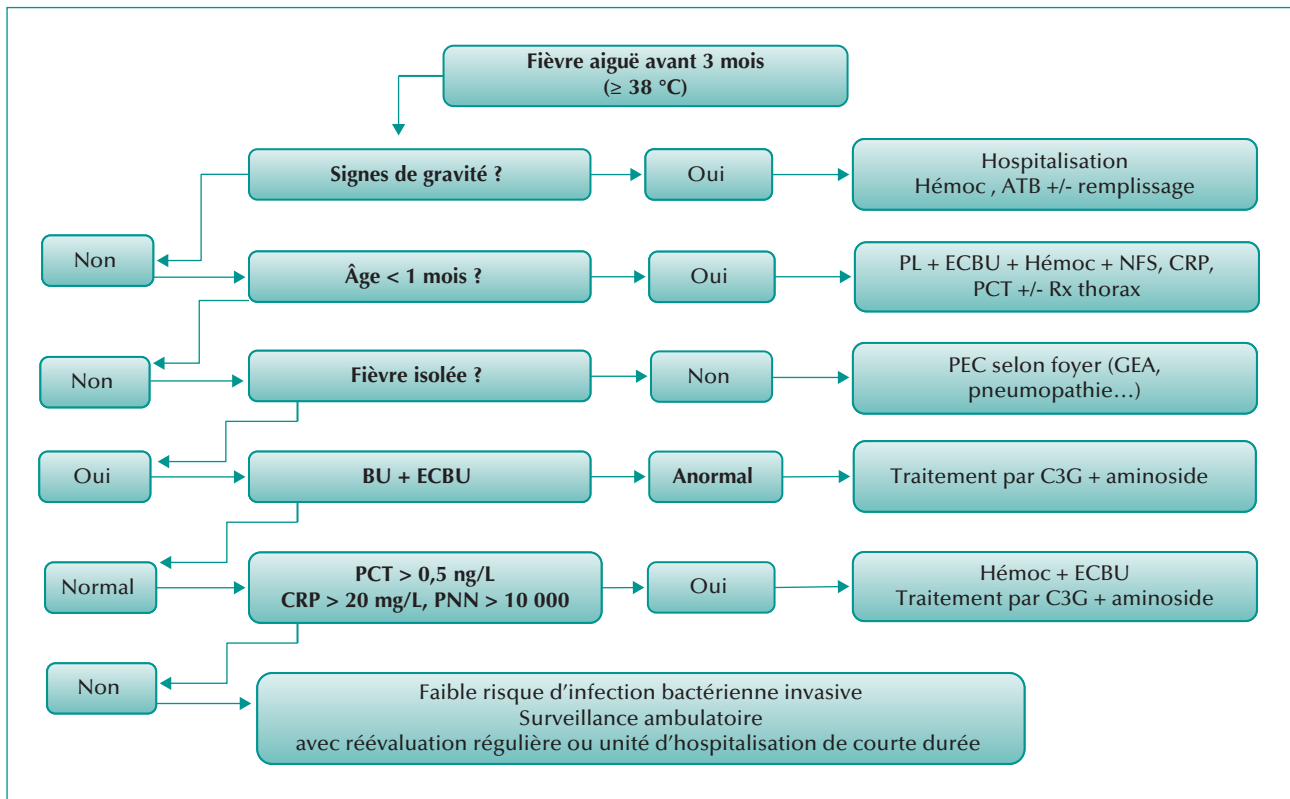 Fièvre aiguë avant 3 mois
(≥ 38 °C)
Signes de gravité ?
Oui
Hospitalisation
Hémoc , ATB +/- remplissage
Non
Âge < 1 mois ?
Oui
PL + ECBU + Hémoc + NFS, CRP,
PCT +/- Rx thorax
Non
Fièvre isolée ?
Non
PEC selon foyer (GEA,
pneumopathie…)
Oui
BU + ECBU
Anormal
Traitement par C3G + aminoside
Normal
PCT > 0,5 ng/L
CRP > 20 mg/L, PNN > 10 000
Oui
Hémoc + ECBU
Traitement par C3G + aminoside
Non
Faible risque d'infection bactérienne invasive
Surveillance ambulatoire
avec réévaluation régulière ou unité d'hospitalisation de courte durée